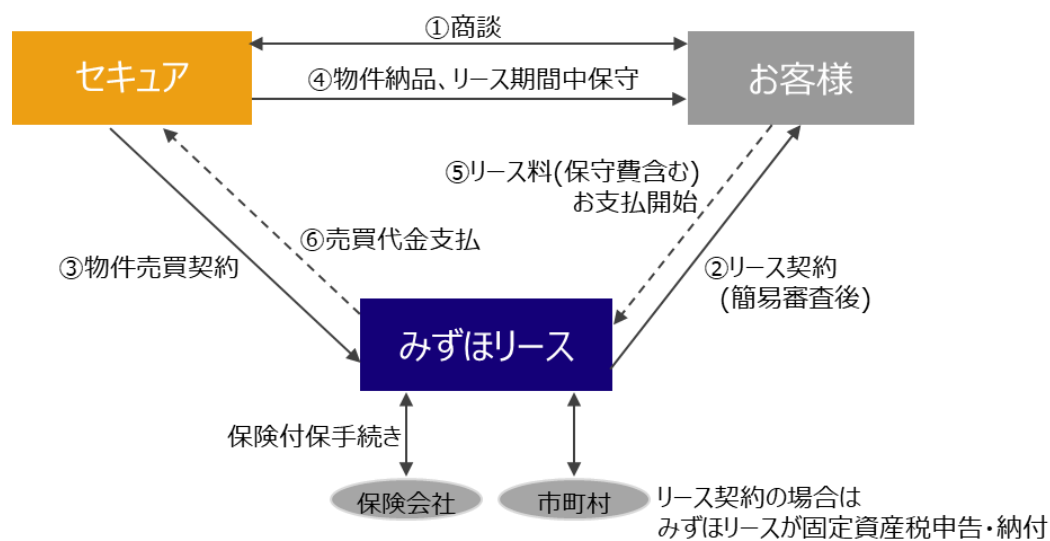 ①商談
セキュア
お客様
④物件納品、リース期間中保守
⑤リース料(保守費含む)
お支払開始
⑥売買代金支払
③物件売買契約
②リース契約
(簡易審査後)
みずほリース
保険付保手続き
保険会社
市町村
リース契約の場合は
みずほリースが固定資産税申告・納付